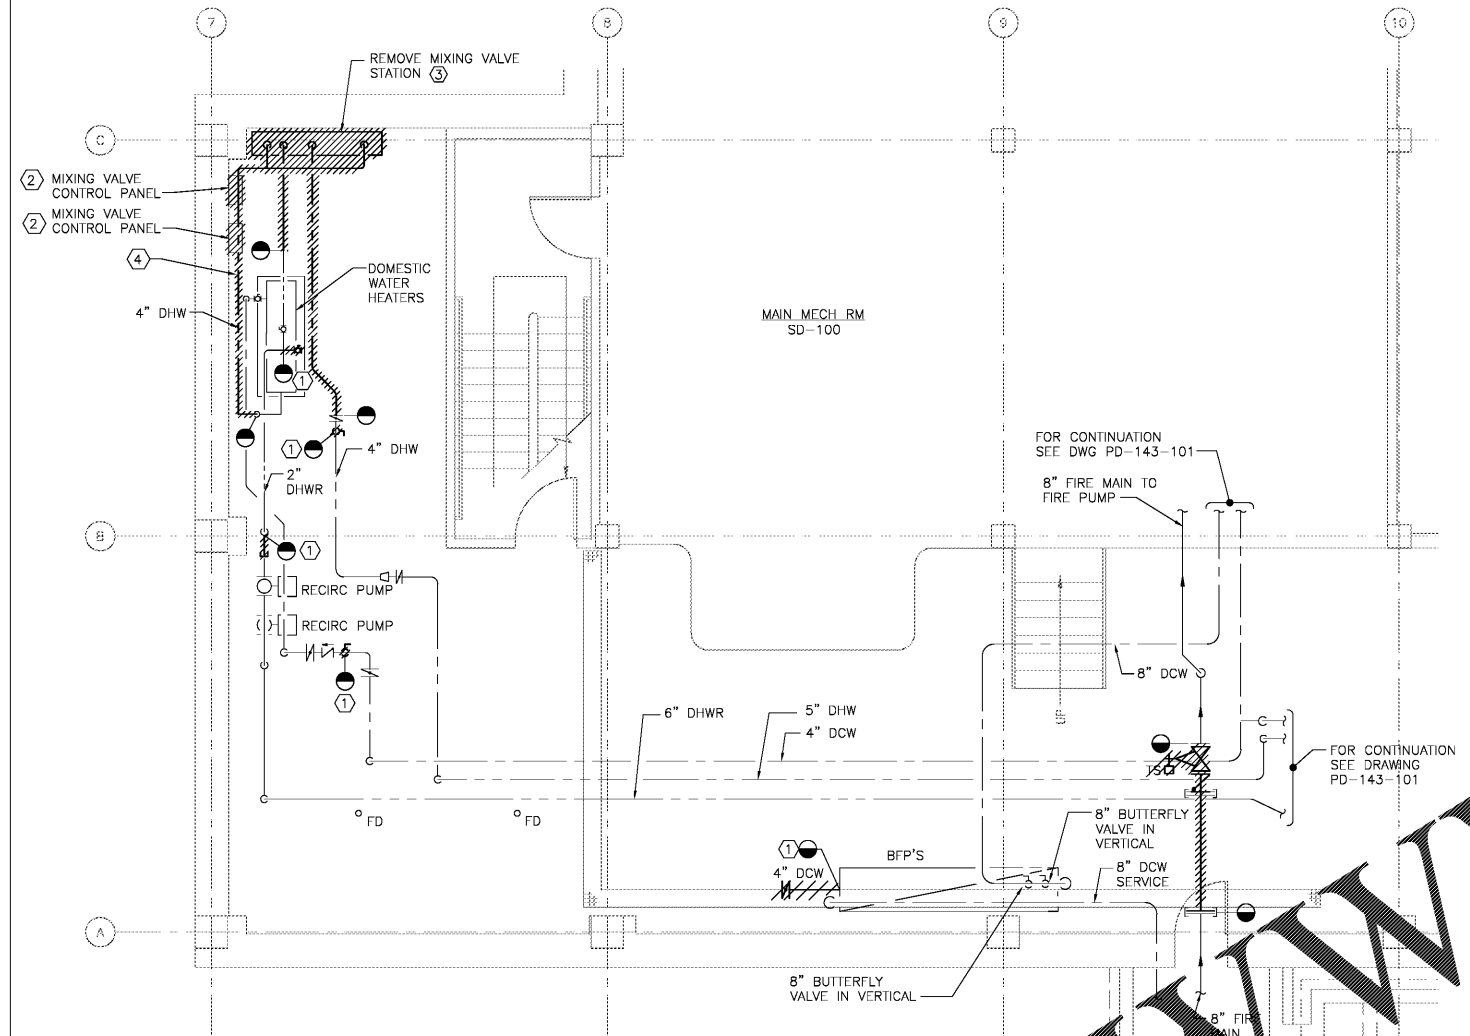 7
8
9
10
REMOVE MIXING VALVE
STATION 3
C
2 MIXING VALVE
CONTROL PANEL
2 MIXING VALVE
CONTROL PANEL
4
DOMESTIC
WATER
HEATERS
4" DHW
MAIN MECH RM
SD-100
1
1
4" DHW
2"
DHWR
FOR CONTINUATION
SEE DWG PD-143-101
8" FIRE MAIN TO
FIRE PUMP
B
1
RECIRC PUMP
RECIRC PUMP
1
8" DCW
UP
6" DHWR
5" DHW
4" DCW
TS
FOR CONTINUATION
SEE DRAWING
PD-143-101
FD
FD
8" BUTTERFLY
VALVE IN
VERTICAL
1
BFP'S
4" DCW
8" DCW
SERVICE
A
8" BUTTERFLY
VALVE IN VERTICAL
8" FIRE
MAIN